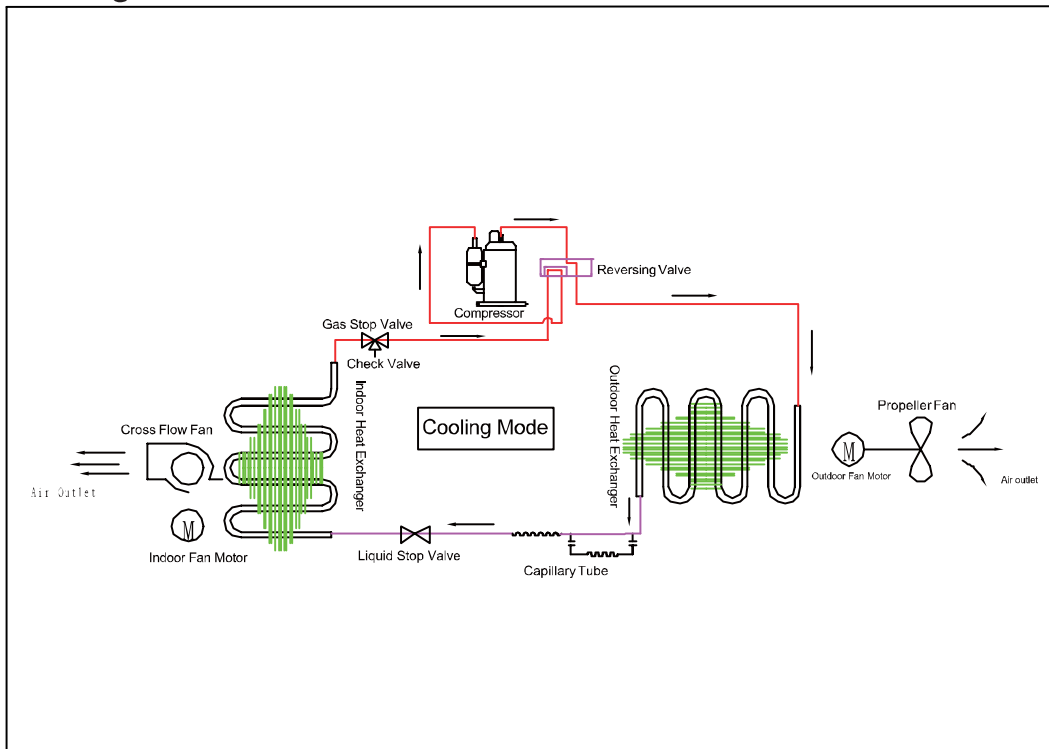 Reversing Valve
Compressor
Gas Stop Valve
Check Valve
Indoor Heat Exchanger
Outdoor Heat Exchanger
Cooling Mode
Cross Flow Fan
Air Outlet
M
Indoor Fan Motor
Propeller Fan
M
Outdoor Fan Motor
Air outlet
Liquid Stop Valve
Capillary Tube